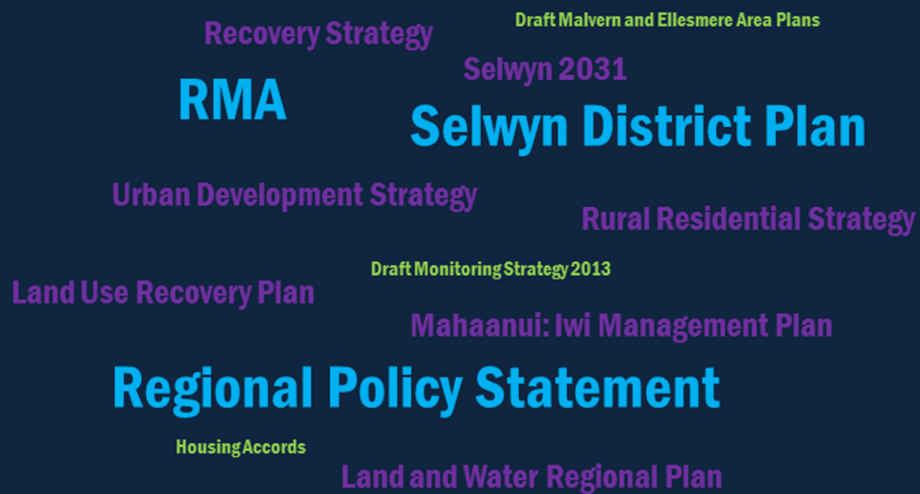 Draft Malvern and Ellesmere Area Plans
Recovery Strategy
Selwyn 2031
RMA
Selwyn District Plan
Urban Development Strategy
Rural Residential Strategy
Draft Monitoring Strategy 2013
Land Use Recovery Plan
Mahaanui: Iwi Management Plan
Regional Policy Statement
Housing Accords
Land and Water Regional Plan